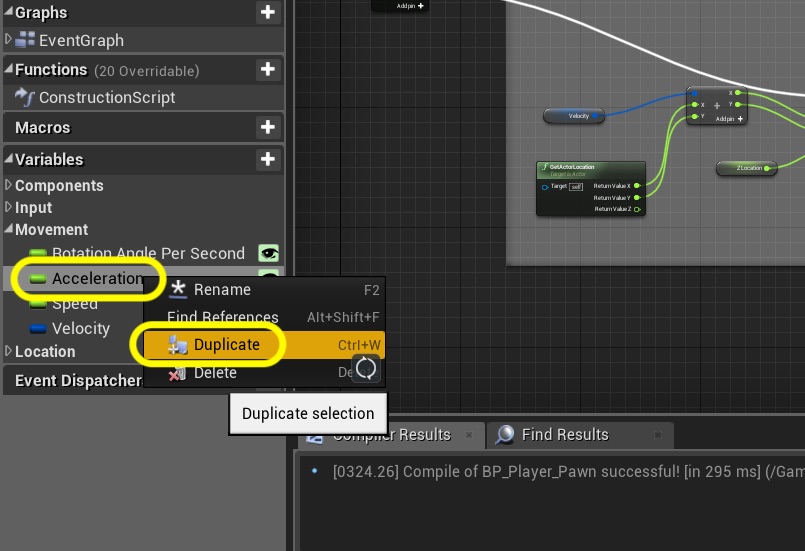 Graphs
EventGraph
Functions (20 Overridable)
ConstructionScript
Macros
Variables
Components
Input
Movement
Rotation Angle Per Second
Acceleration
Speed
Velocity
Location
Event Dispatcher
Rename F2
Find References Alt+Shift+F
Duplicate Ctrl+W
Delete De
Duplicate selection
Add pin +
Velocity
X
Y
X
Y
Add pin +
f GetActorLocation
Target is Actor
Target self Return Value X
Return Value Y
Return Value Z
Z Location
Compiler Results
Find Results
[0324.26] Compile of BP_Player_Pawn successful! [in 295 ms] (/Gam